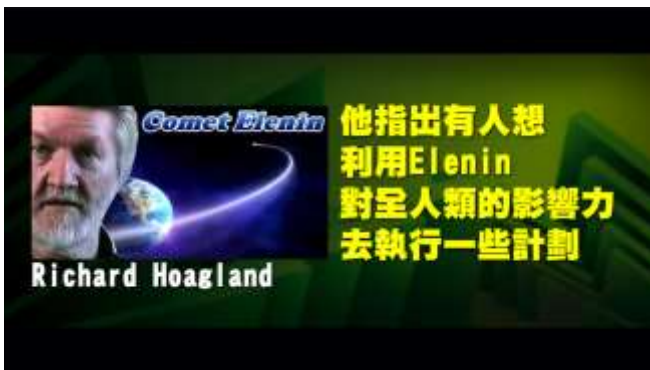 Comet Elenin
他指出有人想
利用Elenin
對全人類的影響力
去執行一些計劃
Richard Hoagland